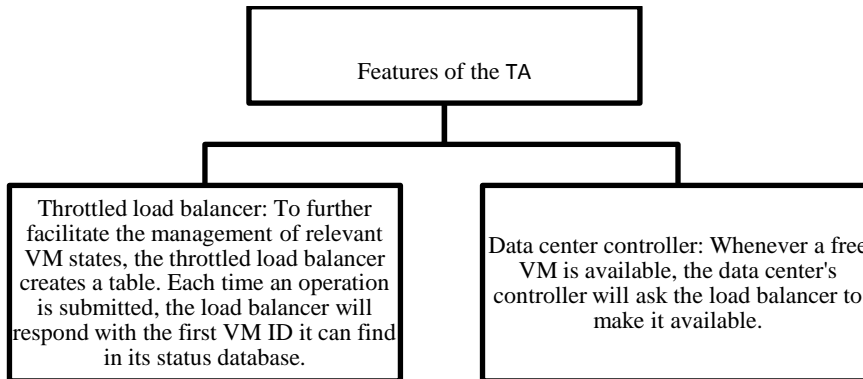 Features of the TA
Throttled load balancer: To further
facilitate the management of relevant
VM states, the throttled load balancer
creates a table. Each time an operation
is submitted, the load balancer will
respond with the first VM ID it can find
in its status database.
Data center controller: Whenever a free
VM is available, the data center's
controller will ask the load balancer to
make it available.